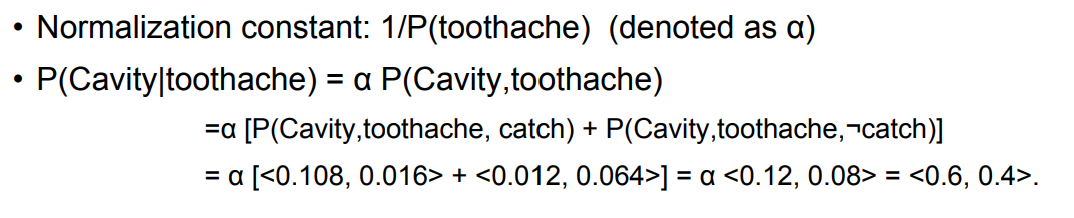 • Normalization constant: 1/P(toothache) (denoted as α)
• P(Cavity|toothache) = α P(Cavity,toothache)
=α [P(Cavity,toothache, catch) + P(Cavity,toothache,¬catch)]
= α [<0.108, 0.016> + <0.012, 0.064>] = α <0.12, 0.08> = <0.6, 0.4>.